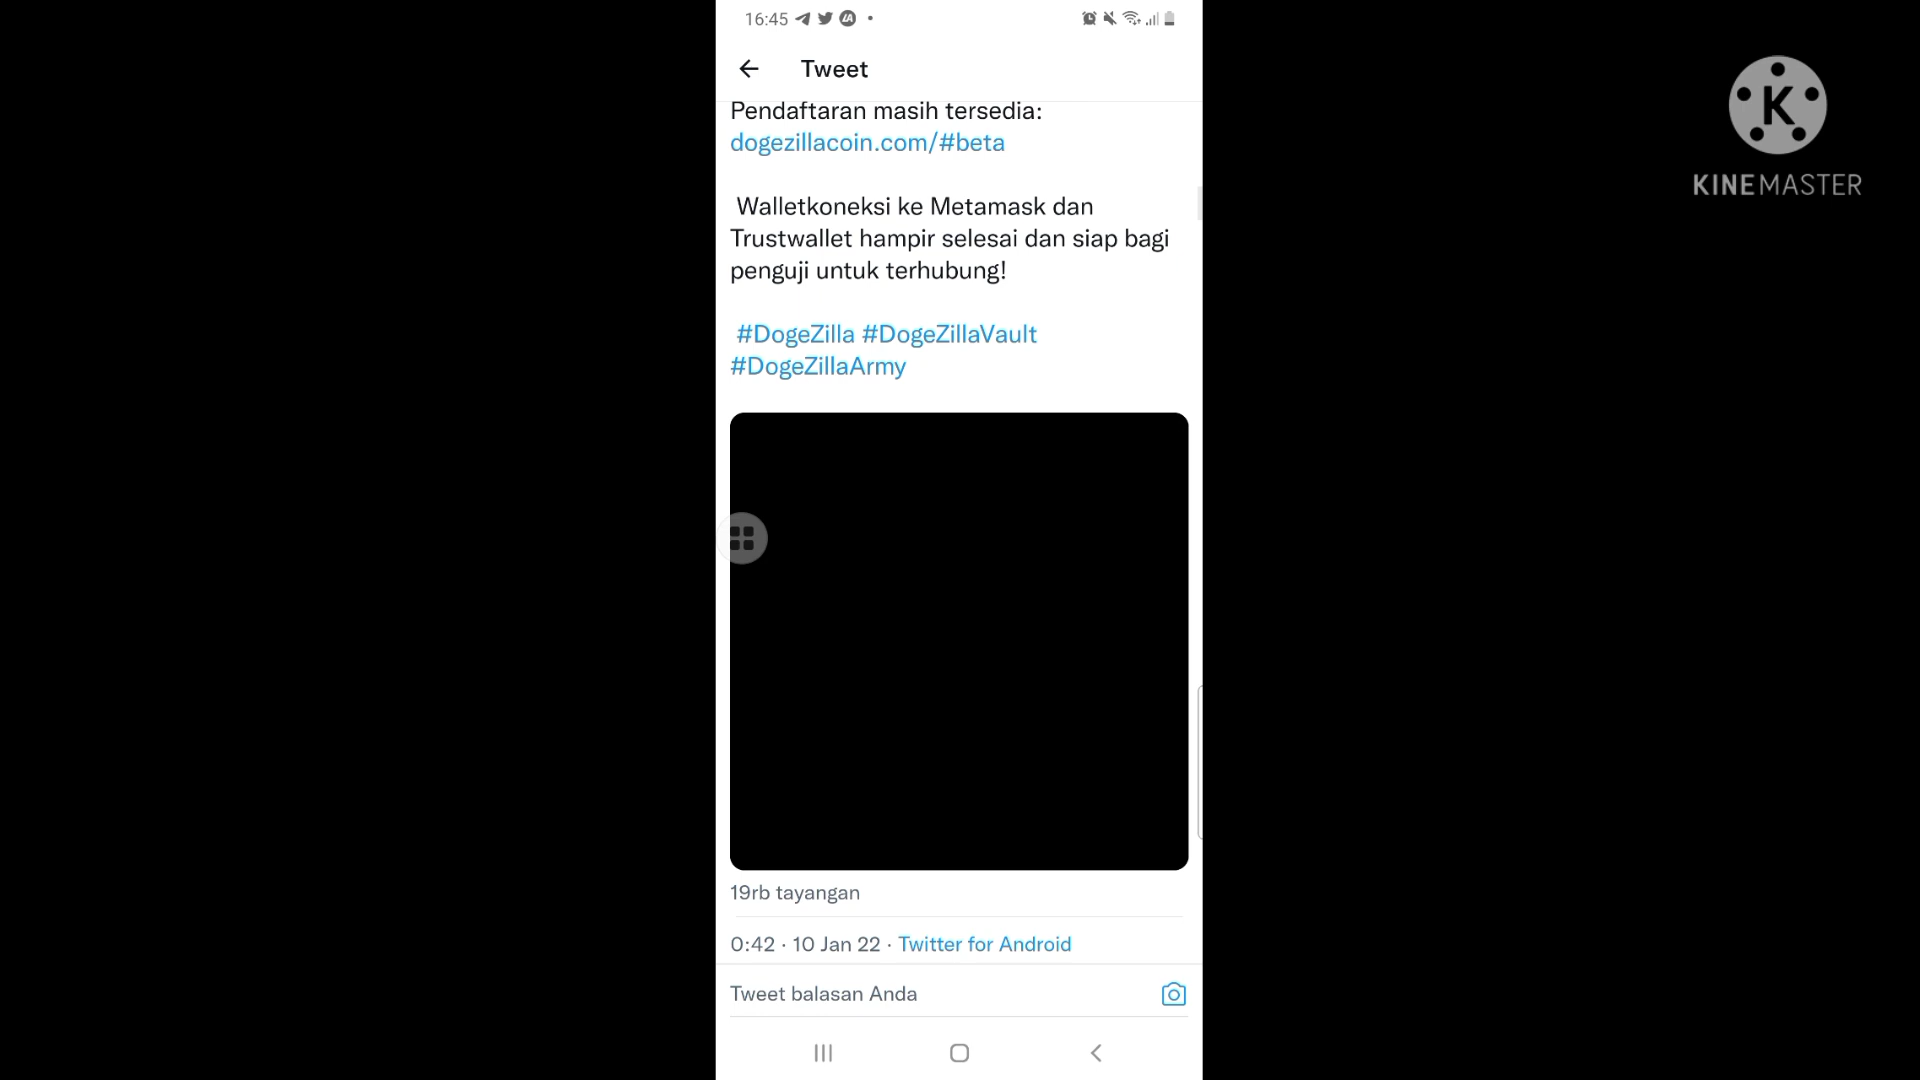 16:45
Tweet
Pendaftaran masih tersedia:
dogezillacoin.com/#beta
Walletkoneksi ke Metamask dan
Trustwallet hampir selesai dan siap bagi
penguji untuk terhubung!
#DogeZilla #DogeZillaVault
#DogeZillaArmy
19rb tayangan
0:42 · 10 Jan 22 · Twitter for Android
Tweet balasan Anda
K
KINEMASTER